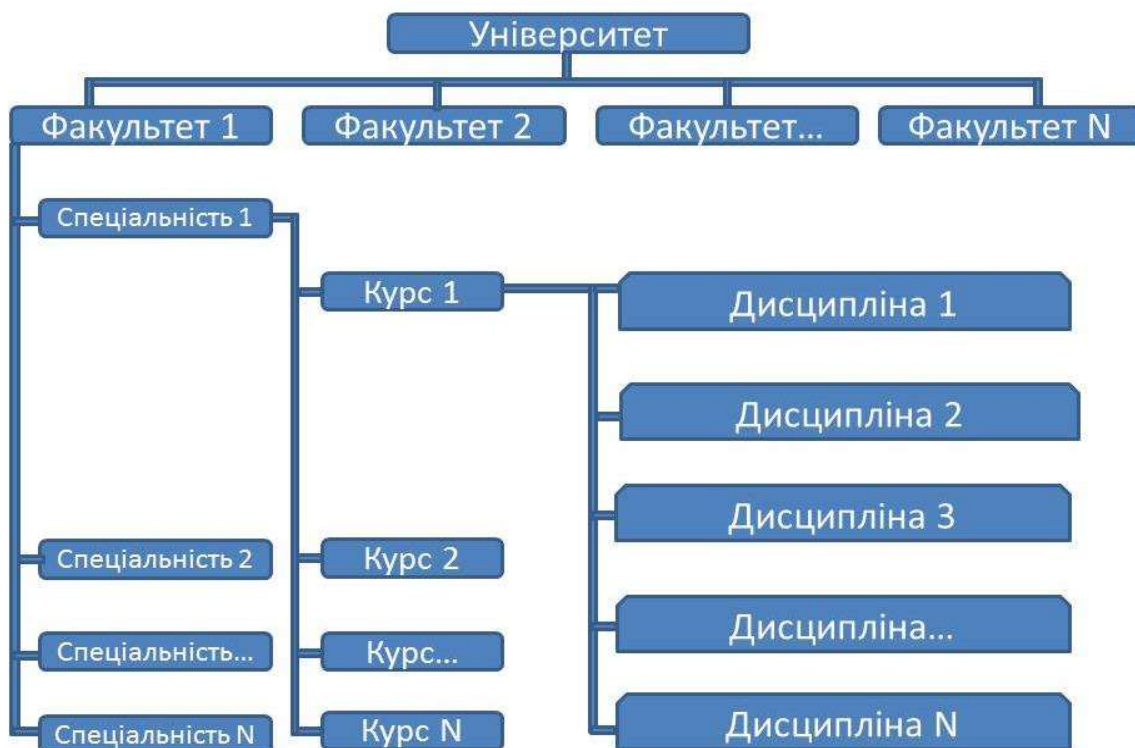 Університет
Факультет 1
Факультет 2
Факультет...
Факультет N
Спеціальність 1
Курс 1
Дисципліна 1
Дисципліна 2
Дисципліна 3
Спеціальність 2
Курс 2
Дисципліна...
Спеціальність...
Курс...
Спеціальність N
Курс N
Дисципліна N